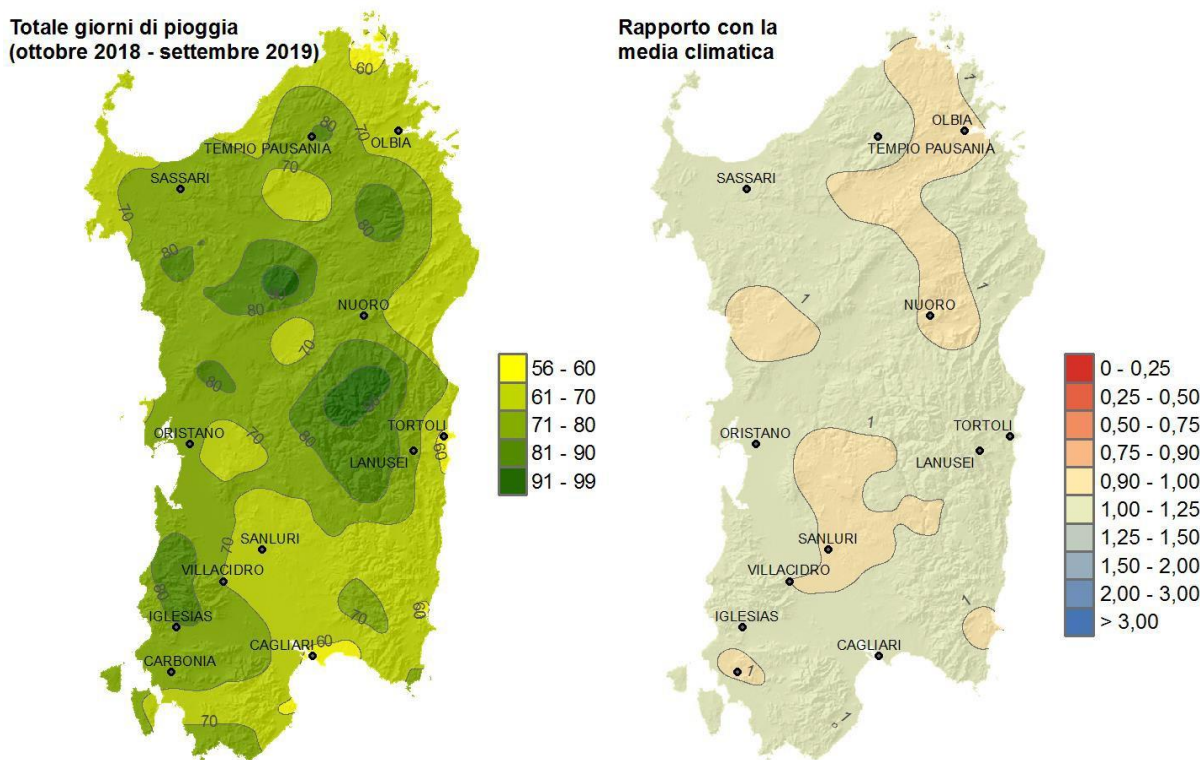 Totale giorni di pioggia
(ottobre 2018 - settembre 2019)
60
80
70
TEMPIO PAUSANIA
OLBIA
70
SASSARI
70
80
80
80
NUORO
70
80
TORTOLI
ORISTANO
70
80
60
LANUSEI
SANLURI
70
VILLACIDRO
80
70
60
IGLESIAS
CAGLIARI
60
CARBONIA
70
56 - 60
61 - 70
71 - 80
81 - 90
91 - 99
Rapporto con la
media climatica
1
OLBIA
TEMPIO PAUSANIA
SASSARI
1
1
NUORO
1
TORTOLI
ORISTANO
LANUSEI
SANLURI
VILLACIDRO
1
IGLESIAS
CAGLIARI
1
1
0 - 0,25
0,25 - 0,50
0,50 - 0,75
0,75 - 0,90
0,90 - 1,00
1,00 - 1,25
1,25 - 1,50
1,50 - 2,00
2,00 - 3,00
> 3,00